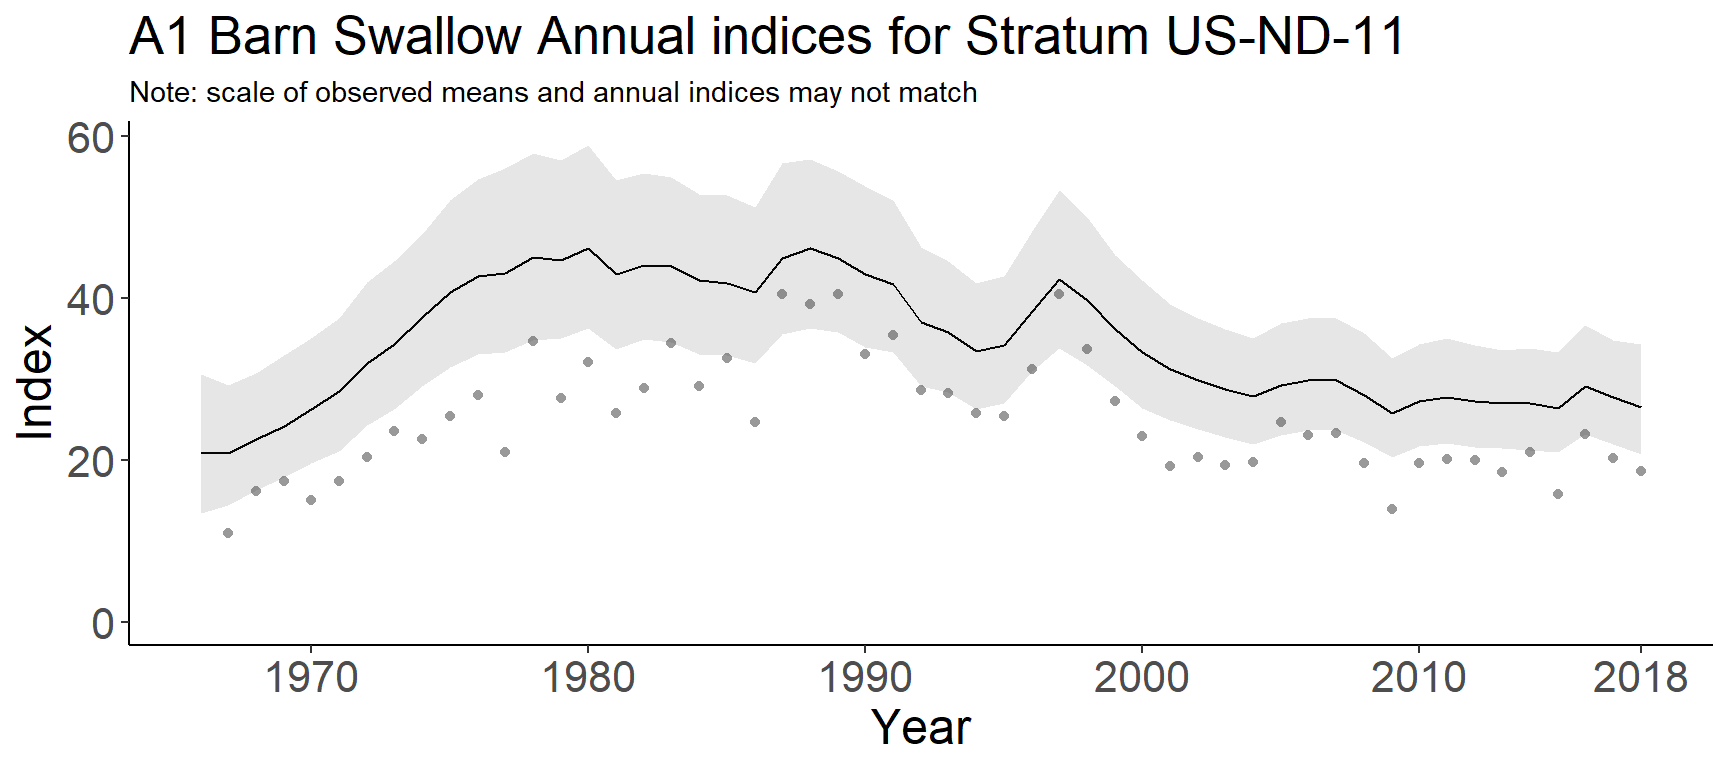 A1 Barn Swallow Annual indices for Stratum US-ND-11
Note: scale of observed means and annual indices may not match
60
40
20
0
Index
1970 1980 1990 2000 2010 2018
Year